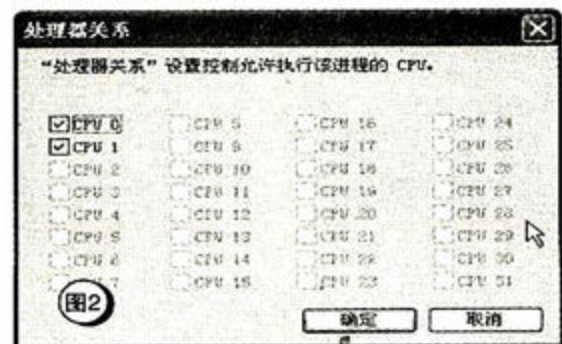 处理器关系
“处理器关系”设置控制允许执行该进程的 CPU。
CPU 0 CPU 8 CPU 16 CPU 24
CPU 1 CPU 9 CPU 17 CPU 25
CPU 2 CPU 10 CPU 18 CPU 26
CPU 3 CPU 11 CPU 19 CPU 27
CPU 4 CPU 12 CPU 20 CPU 28
CPU 5 CPU 13 CPU 21 CPU 29
CPU 6 CPU 14 CPU 22 CPU 30
7 CPU 15 CPU 23 CPU 31
图2
确定 取消